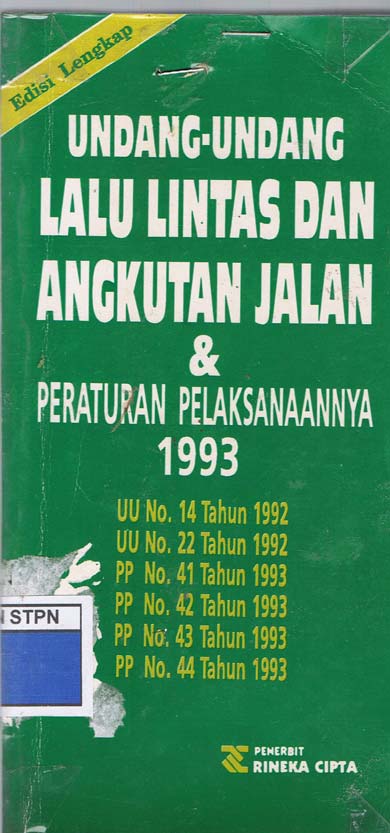 Edisi Lengkap
UNDANG-UNDANG
LALU LINTAS DAN
ANGKUTAN JALAN
&
PERATURAN PELAKSANAANNYA
1993
UU No. 14 Tahun 1992
UU No. 22 Tahun 1992
PP No. 41 Tahun 1993
PP No. 42 Tahun 1993
PP No. 43 Tahun 1993
PP No. 44 Tahun 1993
N STPN
PENERBIT
RINEKA CIPTA